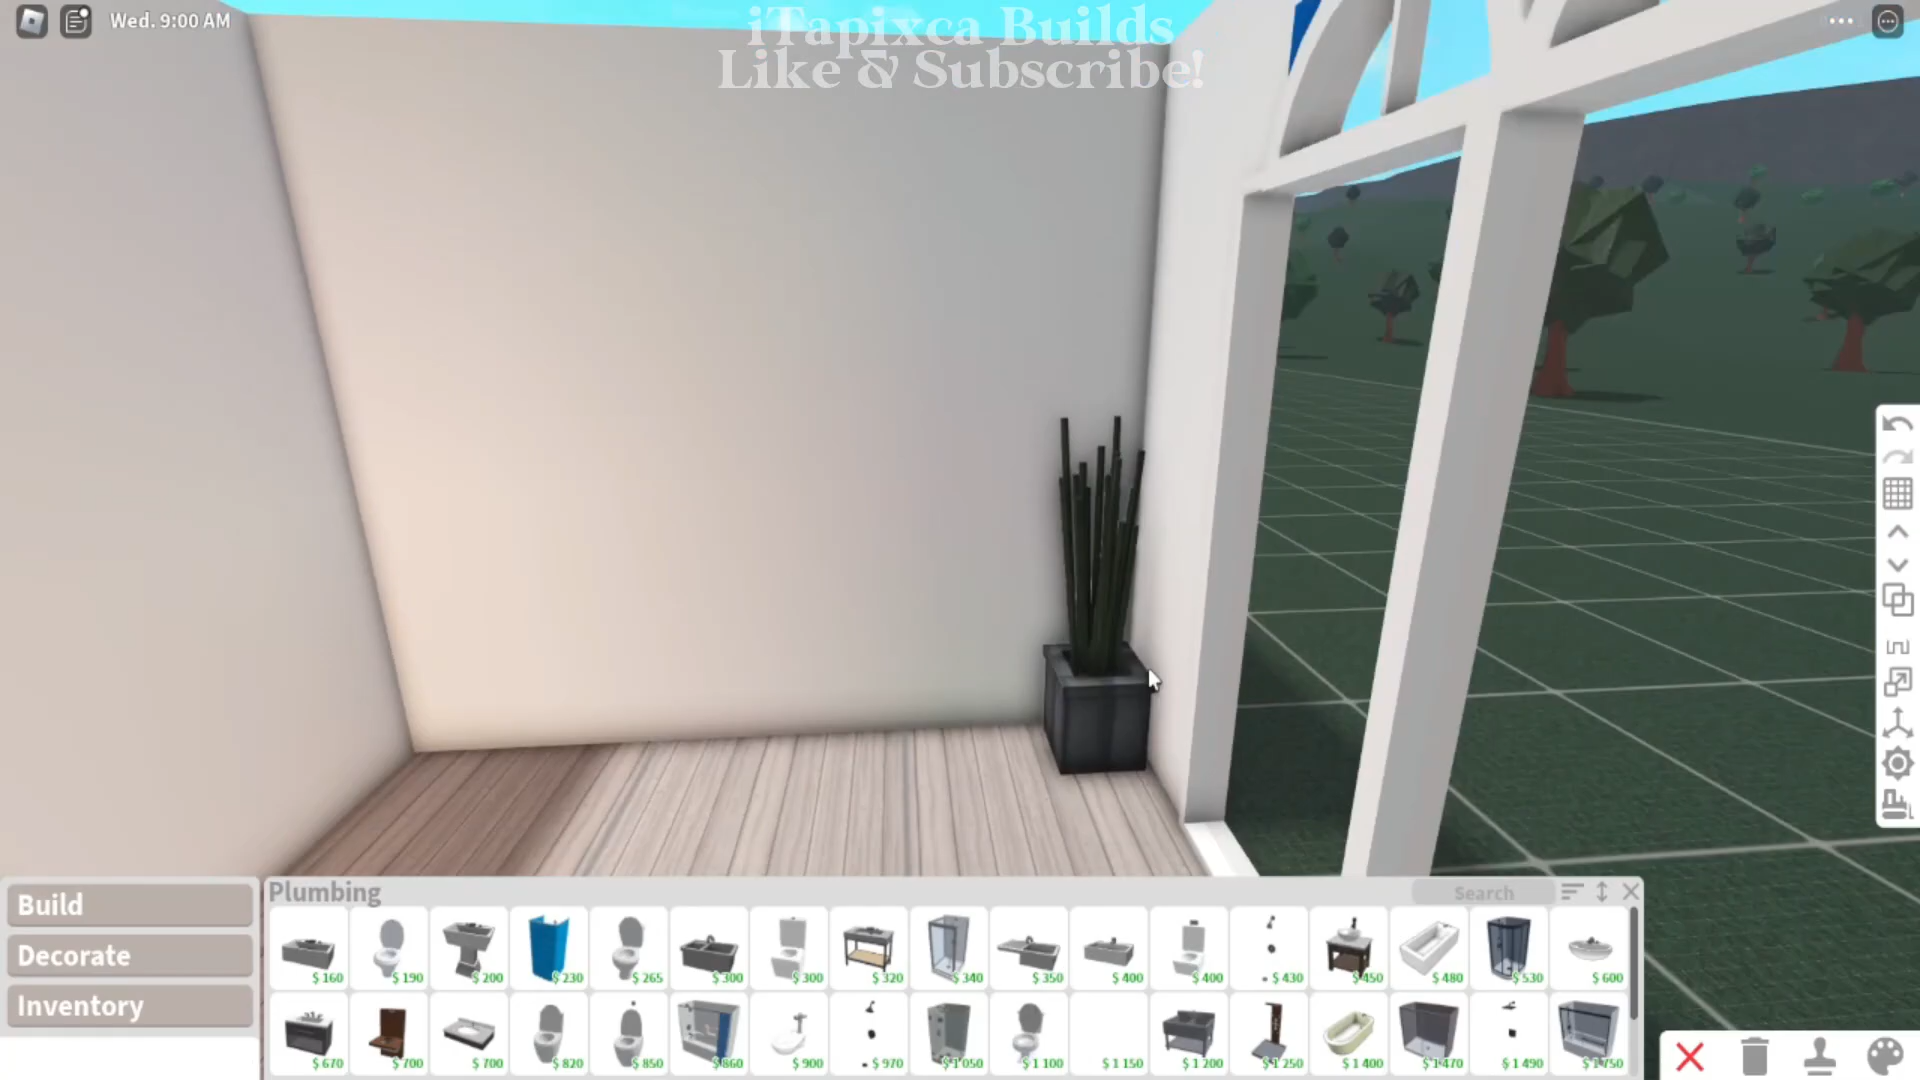 Wed. 9:00 AM
iTapixca Builds
Like & Subscribe!
Build
Decorate
Inventory
Plumbing
Search
$ 160 $ 190 $ 200 $ 230 $ 265 $ 300 $ 300 $ 320 $ 340 $ 350 $ 400 $ 400 $ 430 $ 450 $ 480 $ 530 $ 600
$ 670 $ 700 $ 700 $ 820 $ 850 $ 860 $ 900 $ 970 $ 1 050 $ 1 100 $ 1 150 $ 1 200 $ 1 250 $ 1 400 $ 1 470 $ 1 490 $ 1 750